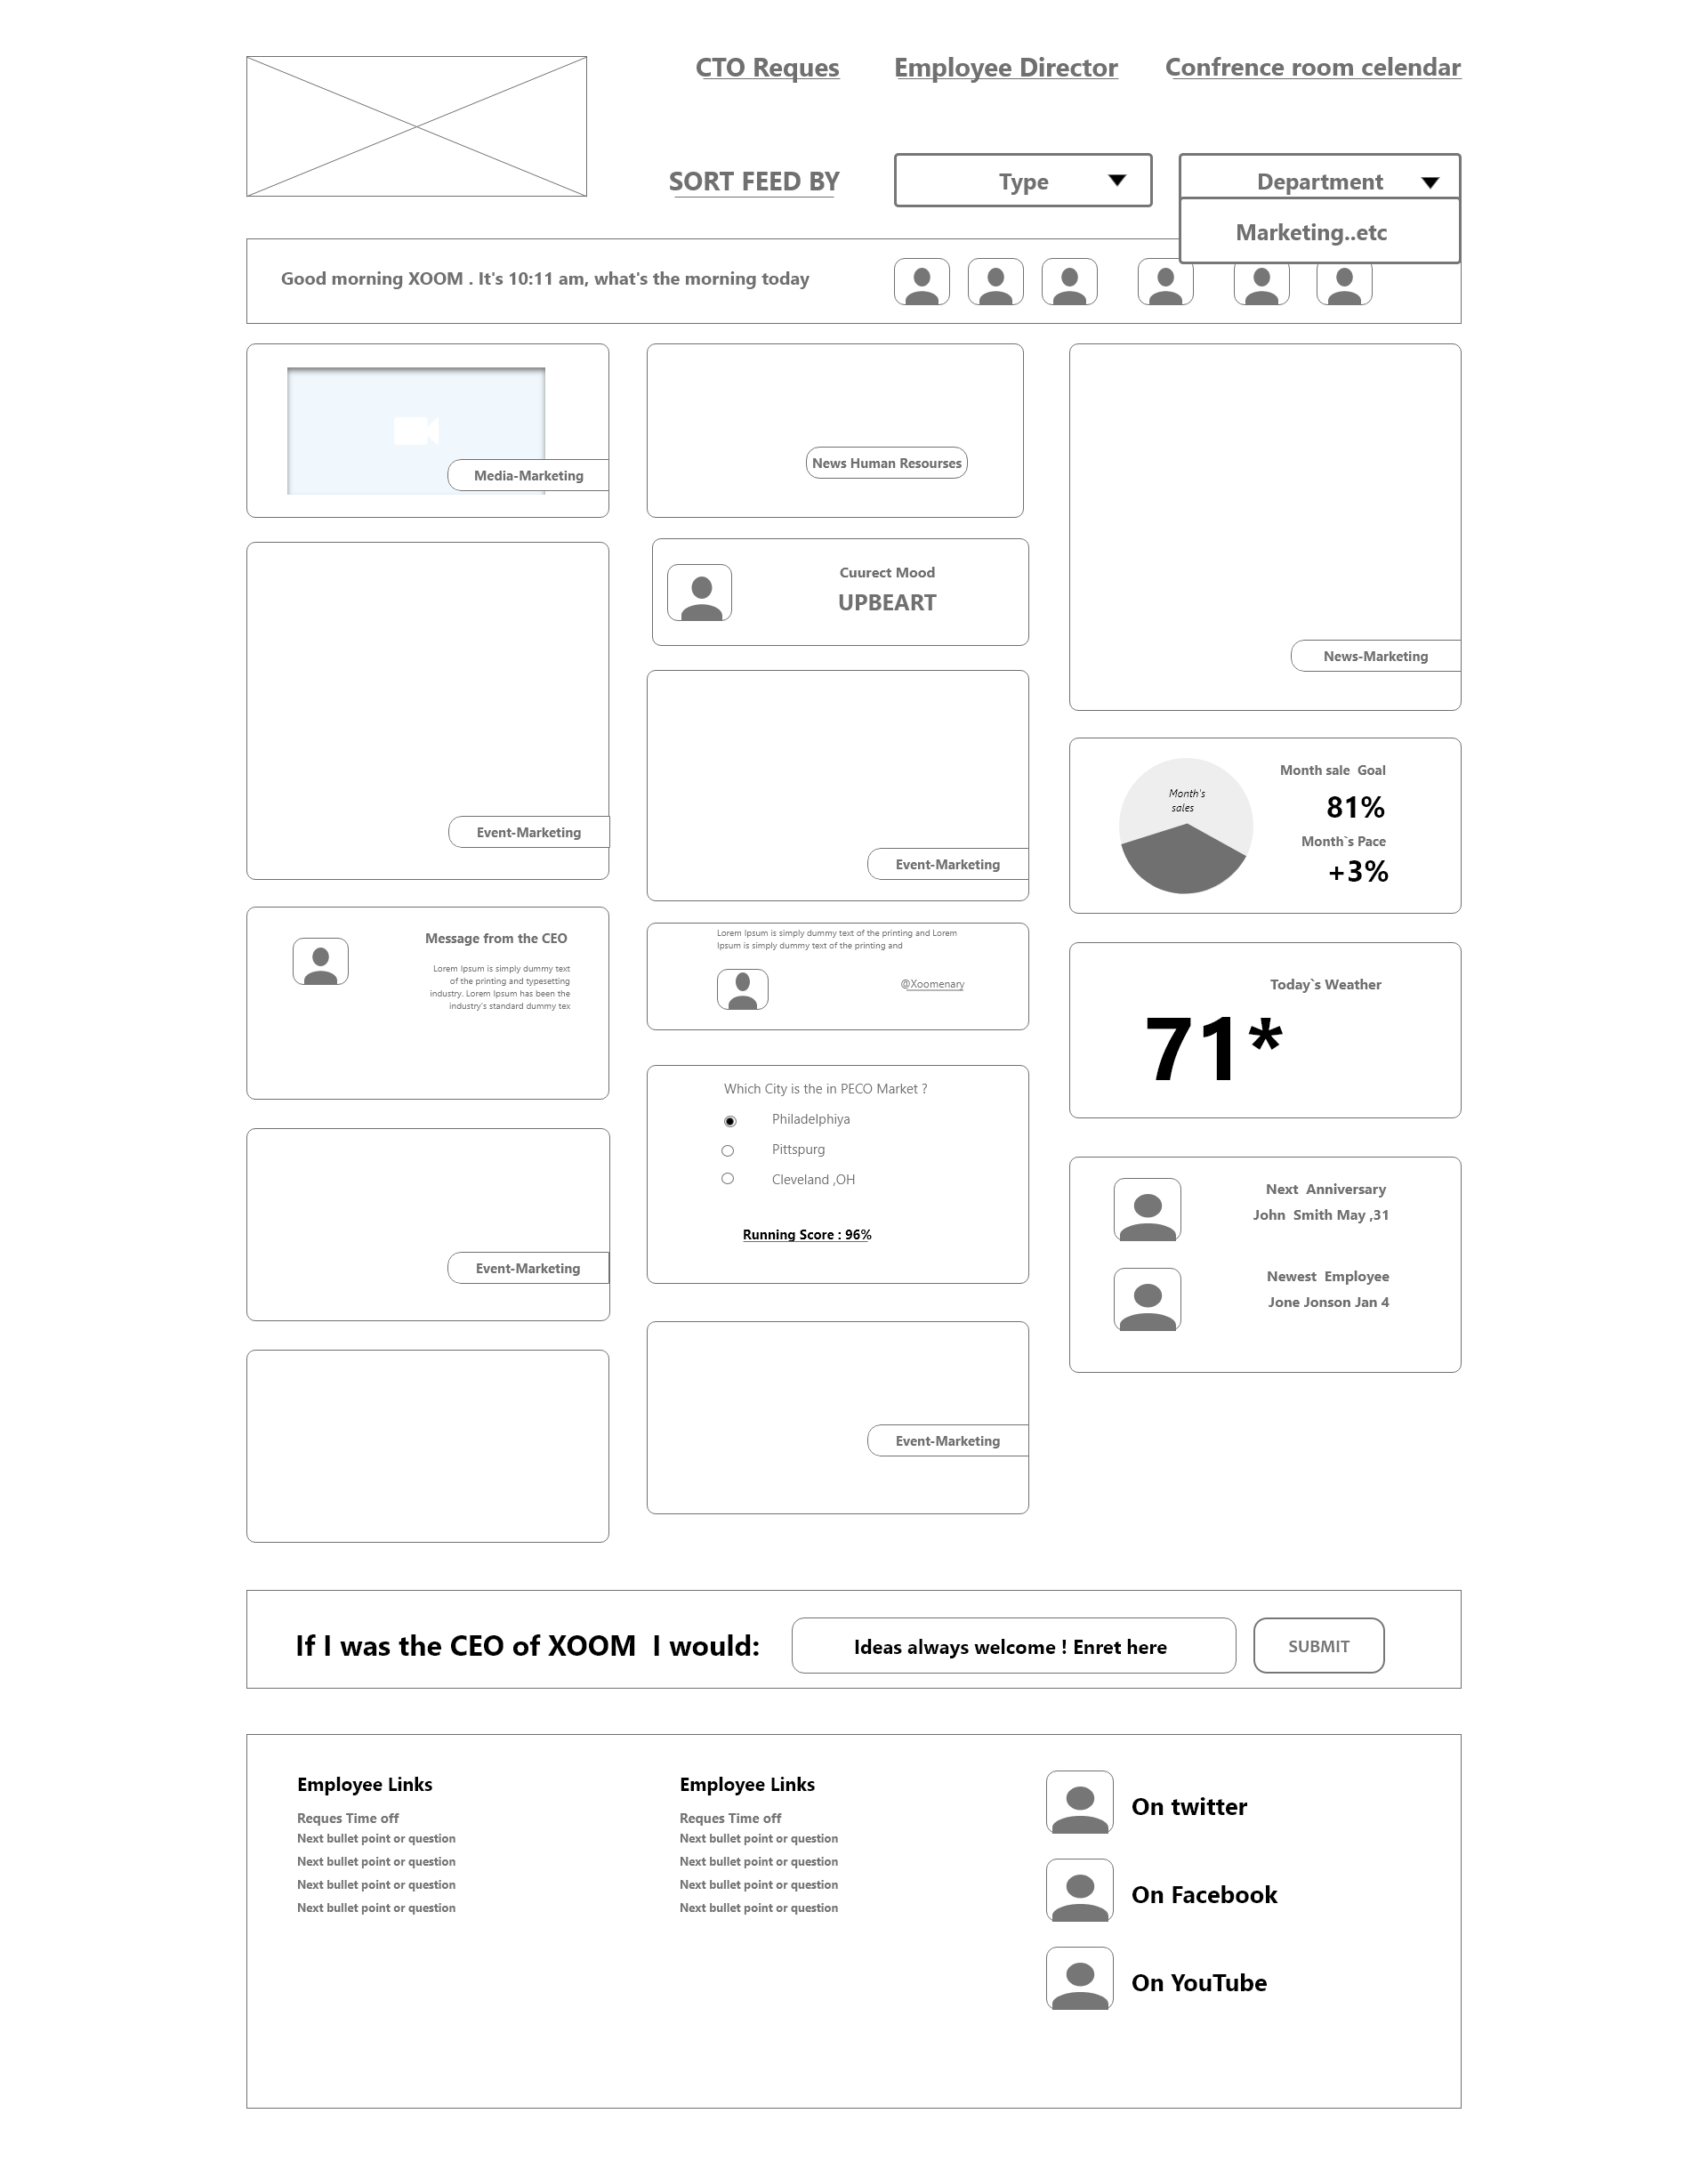 CTO Reques
Employee Director
Confrence room celendar
SORT FEED BY
Type
Department
Marketing..etc
Good morning XOOM . It's 10:11 am, what's the morning today
Media-Marketing
News Human Resourses
Cuurect Mood
UPBEART
News-Marketing
Event-Marketing
Event-Marketing
Month's
sales
Month sale  Goal
81%
Month`s Pace
+3%
Message from the CEO
Lorem Ipsum is simply dummy text
of the printing and typesetting
industry. Lorem Ipsum has been the
industry's standard dummy tex
Lorem Ipsum is simply dummy text of the printing and Lorem
Ipsum is simply dummy text of the printing and
@Xoomenary
Today`s Weather
71*
Which City is the in PECO Market ?
Philadelphiya
Pittspurg
Cleveland ,OH
Running Score : 96%
Next  Anniversary
John  Smith May ,31
Newest  Employee
Jone Jonson Jan 4
Event-Marketing
Event-Marketing
If I was the CEO of XOOM  I would:
Ideas always welcome ! Enret here
SUBMIT
Employee Links
Reques Time off
Next bullet point or question
Next bullet point or question
Next bullet point or question
Next bullet point or question
Employee Links
Reques Time off
Next bullet point or question
Next bullet point or question
Next bullet point or question
Next bullet point or question
On twitter
On Facebook
On YouTube